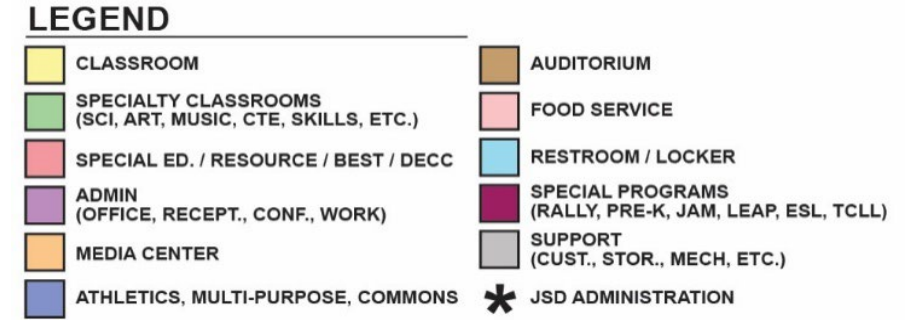 LEGEND
CLASSROOM
SPECIALTY CLASSROOMS
(SCI, ART, MUSIC, CTE, SKILLS, ETC.)
SPECIAL ED. / RESOURCE / BEST / DECC
ADMIN
(OFFICE, RECEPT., CONF., WORK)
MEDIA CENTER
ATHLETICS, MULTI-PURPOSE, COMMONS
AUDITORIUM
FOOD SERVICE
RESTROOM / LOCKER
SPECIAL PROGRAMS
(RALLY, PRE-K, JAM, LEAP, ESL, TCLL)
SUPPORT
(CUST., STOR., MECH, ETC.)
* JSD ADMINISTRATION